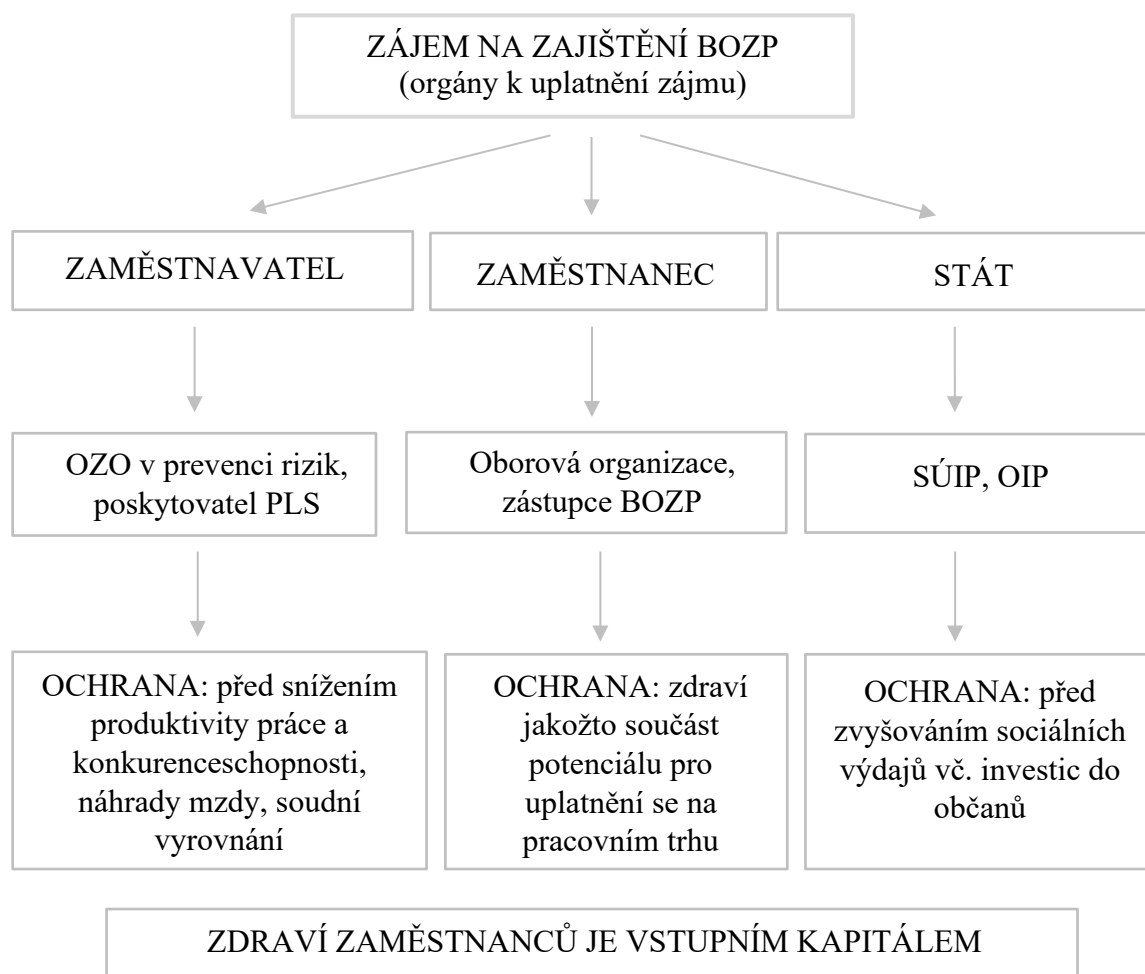 ZÁJEM NA ZAJIŠTĚNÍ BOZP
(orgány k uplatnění zájmu)
ZAMĚSTNAVATEL
ZAMĚSTNANEC
STÁT
OZO v prevenci rizik,
poskytovatel PLS
Oborová organizace,
zástupce BOZP
SÚIP, OIP
OCHRANA: před snížením
produktivity práce a
konkurenceschopnosti,
náhrady mzdy, soudní
vyrovnání
OCHRANA: zdraví
jakožto součást
potenciálu pro
uplatnění se na
pracovním trhu
OCHRANA: před
zvyšováním sociálních
výdajů vč. investic do
občanů
ZDRAVÍ ZAMĚSTNANCŮ JE VSTUPNÍM KAPITÁLEM